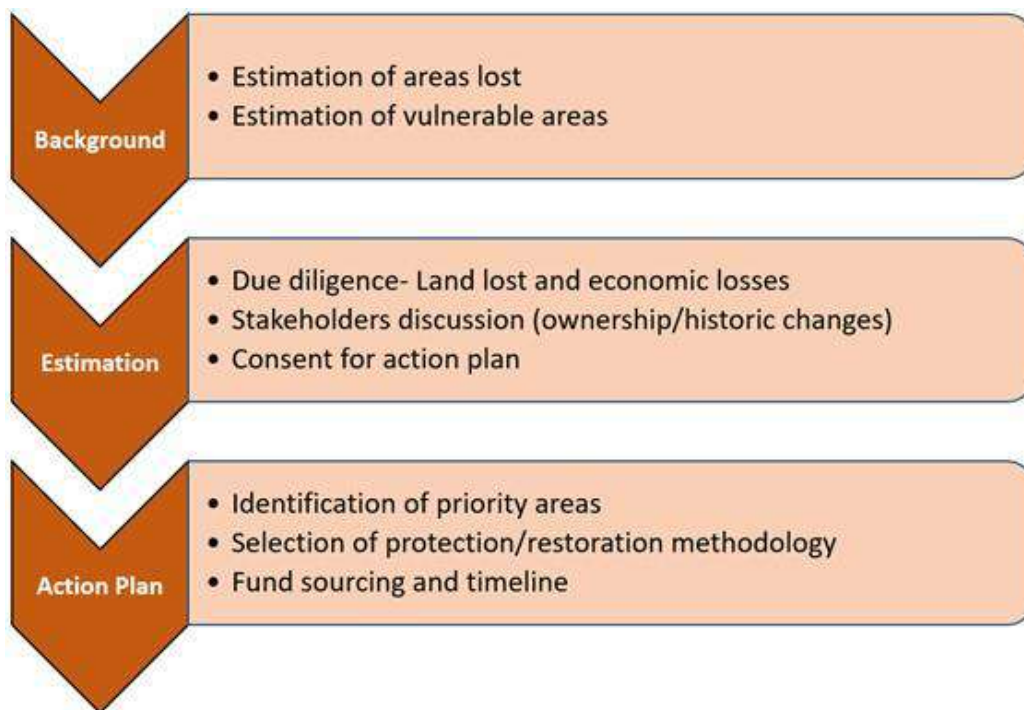 Background
• Estimation of areas lost
• Estimation of vulnerable areas
Estimation
• Due diligence- Land lost and economic losses
• Stakeholders discussion (ownership/historic changes)
• Consent for action plan
Action Plan
• Identification of priority areas
• Selection of protection/restoration methodology
• Fund sourcing and timeline